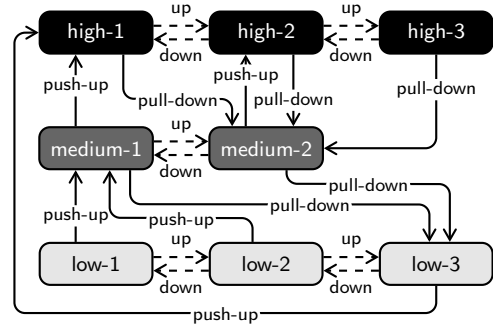 up
up
high-1
high-2
high-3
down
down
push-up
push-up
pull-down
pull-down
pull-down
up
medium-1
medium-2
down
pull-down
push-up
push-up
pull-down
up
up
low-1
low-2
low-3
down
down
push-up